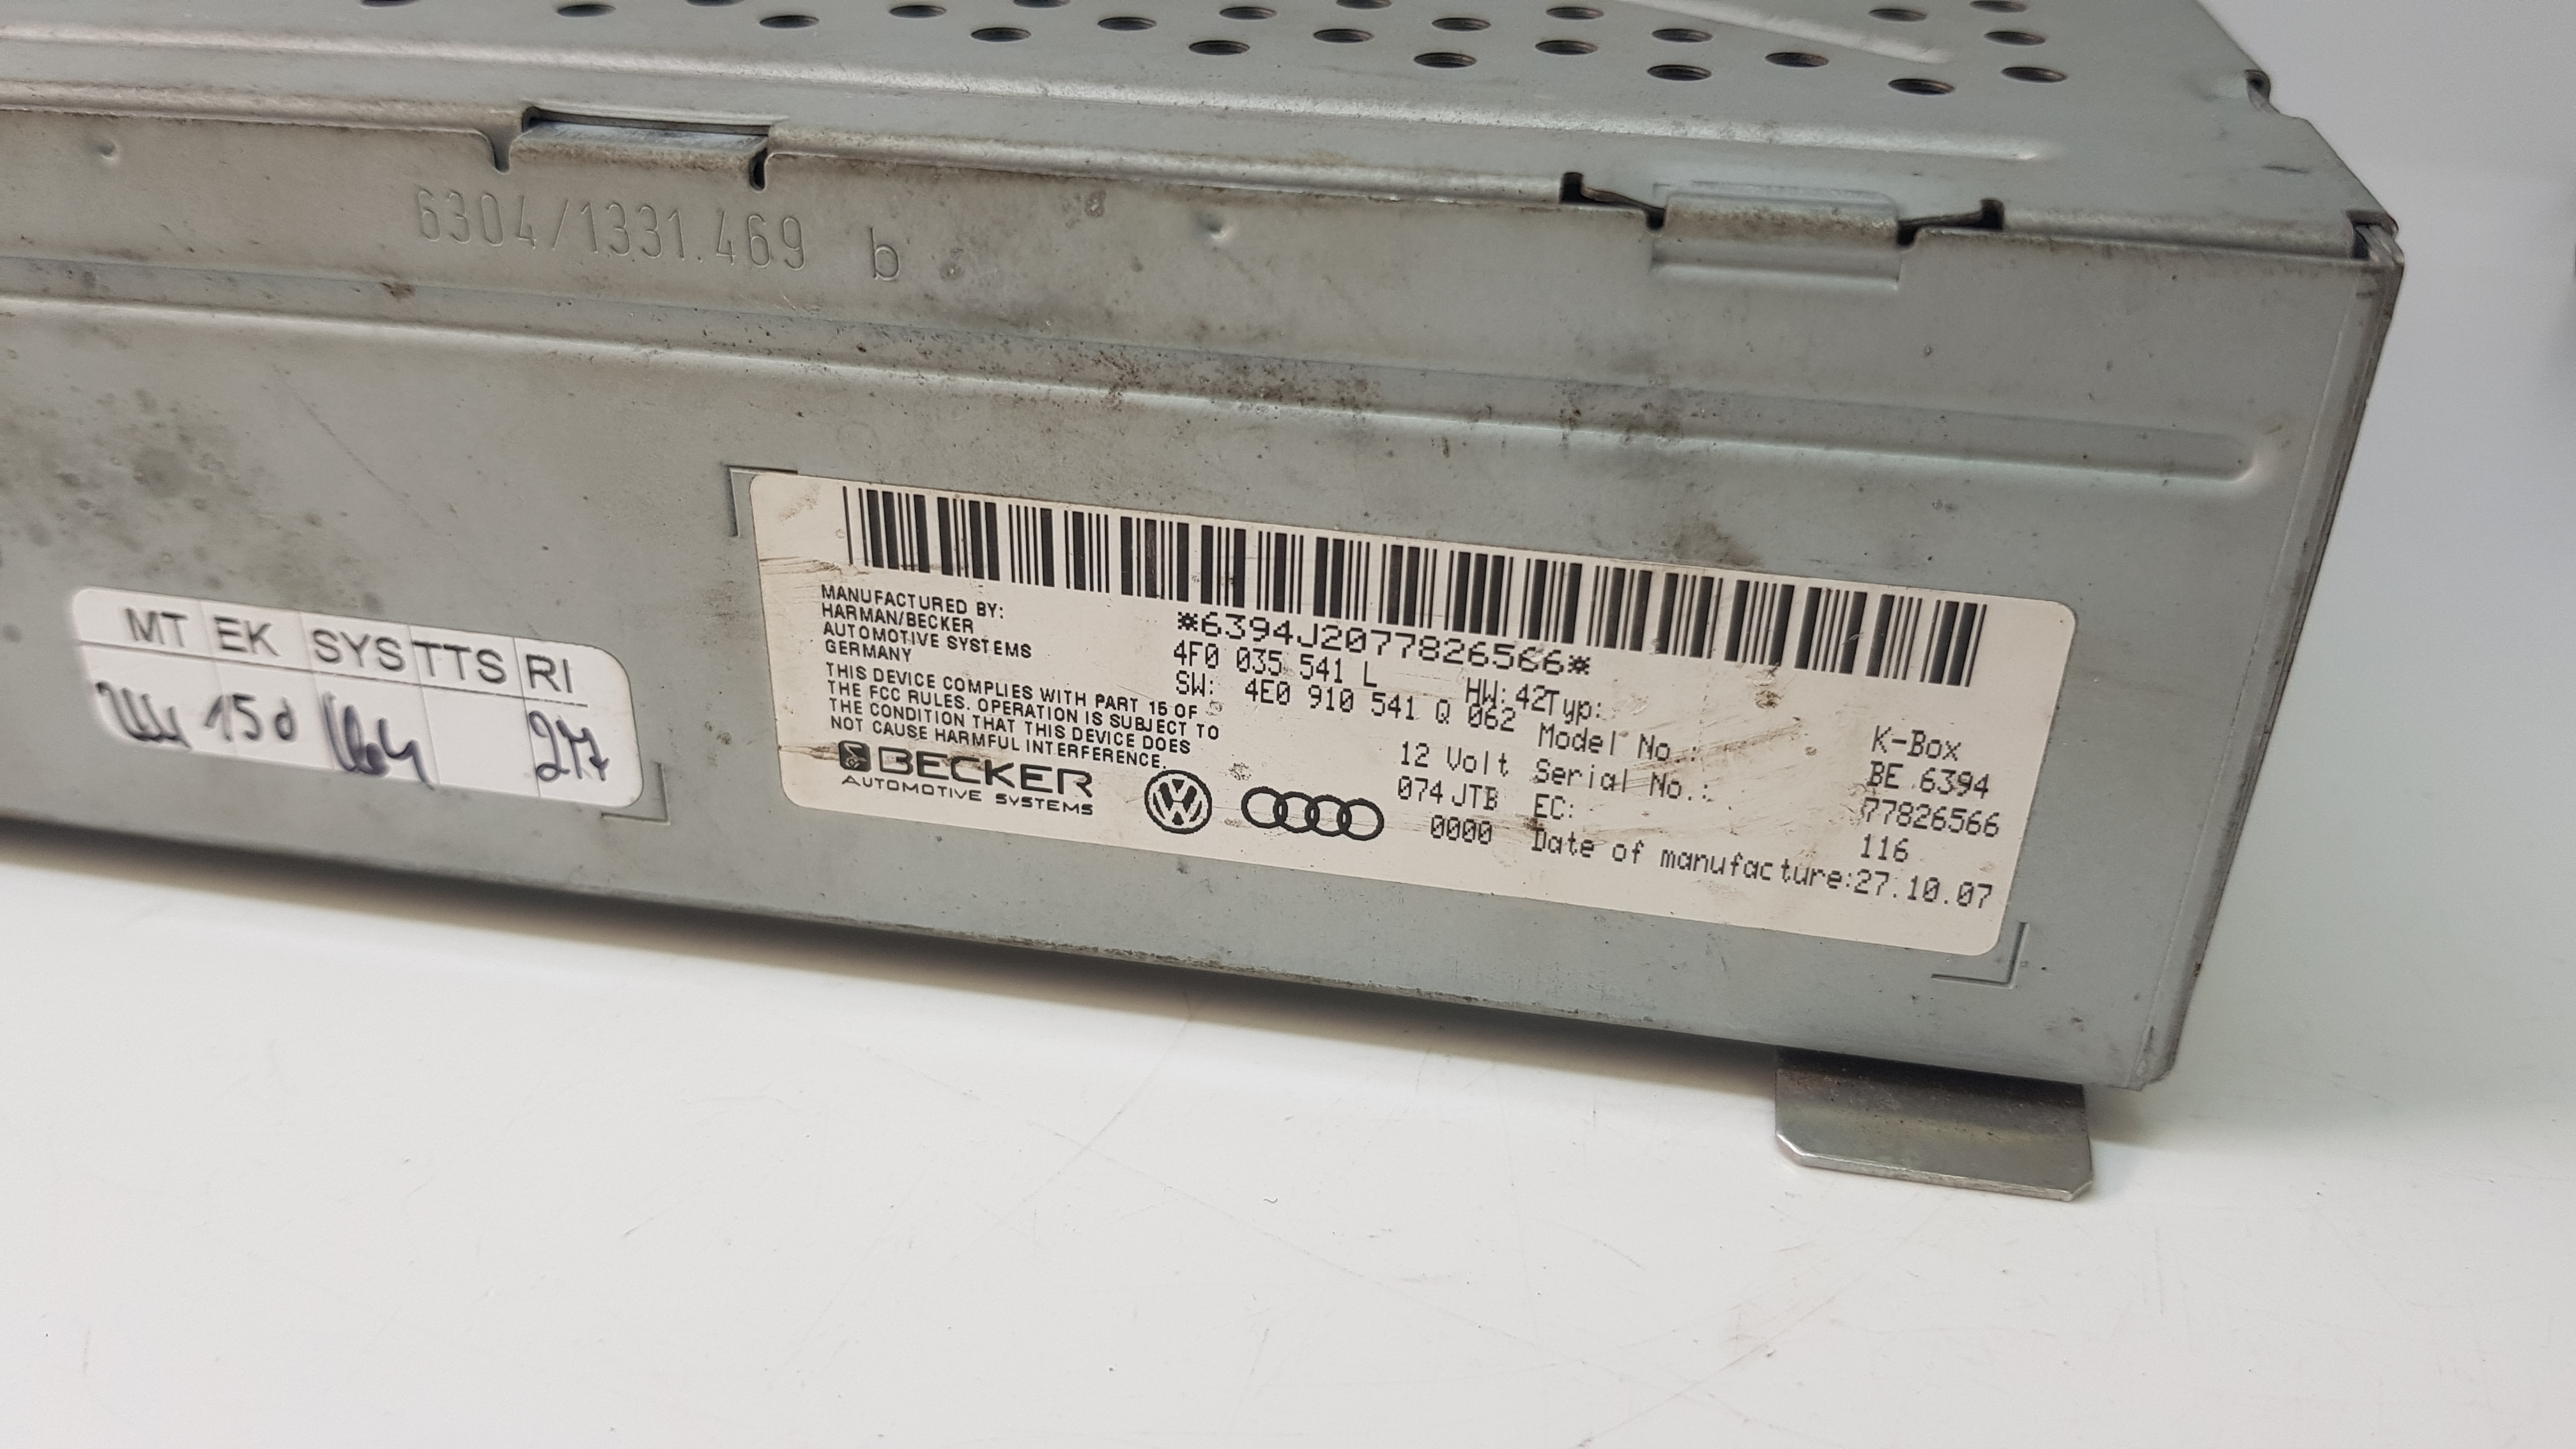 6304/1331.469 b
MT EK SYS TTS RI
15d 277
*6394J2077826566*
MANUFACTURED BY:
HARMAN/BECKER
AUTOMOTIVE SYSTEMS
GERMANY
THIS DEVICE COMPLIES WITH PART 15 OF
THE FCC RULES. OPERATION IS SUBJECT TO
THE CONDITION THAT THIS DEVICE DOES
NOT CAUSE HARMFUL INTERFERENCE.
BECKER
AUTOMOTIVE SYSTEMS
4F0 035 541 L HW:42
SW: 4E0 910 541 Q 062
12 Volt
074 JTB
0000
Typ: K-Box
Model No.: BE 6394
Serial No.: 77826566
EC: 116
Date of manufacture:27.10.07